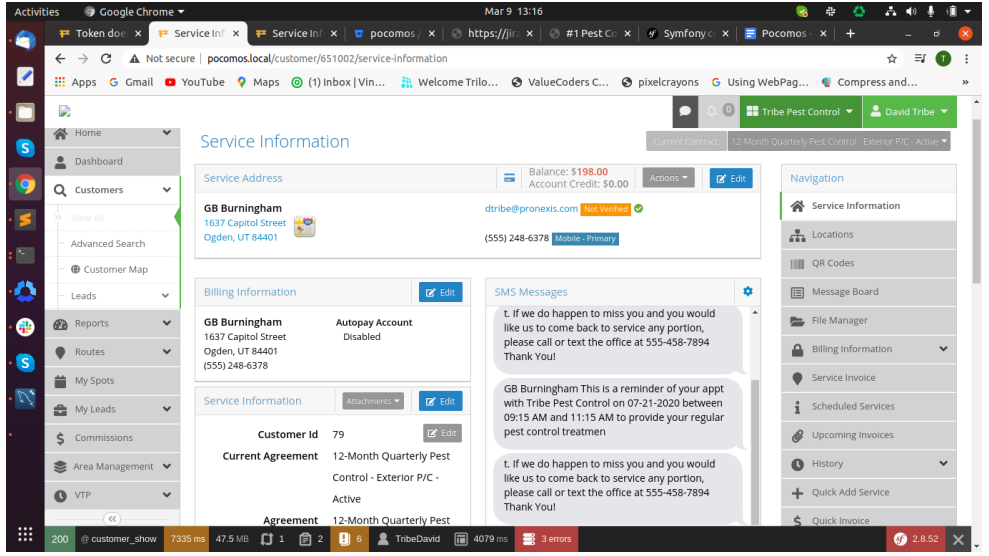 Activities Google Chrome Mar 9 13:16
Token doe Service Inf Service Inf pocomos / https://jira #1 Pest Co Symfony c Pocomos -
Not secure | pocomos.local/customer/651002/service-information
Apps Gmail YouTube Maps (1) Inbox | Vin... Welcome Trilo... ValueCoders C... pixelcrayons Using WebPag... Compress and... »
0 Tribe Pest Control David Tribe
Home
Dashboard
Customers
View All
Advanced Search
Customer Map
Leads
Reports
Routes
My Spots
My Leads
Commissions
Area Management
VTP
Service Information
Current Contract: 12-Month Quarterly Pest Control - Exterior P/C - Active
Service Address
Balance: $198.00
Account Credit: $0.00
Actions
Edit
GB Burningham
1637 Capitol Street
Ogden, UT 84401
dtribe@pronexis.com Not Verified
(555) 248-6378 Mobile - Primary
Billing Information
Edit
GB Burningham
1637 Capitol Street
Ogden, UT 84401
(555) 248-6378
Autopay Account
Disabled
Service Information
Attachments
Edit
Customer Id 79
Edit
Current Agreement 12-Month Quarterly Pest
Control - Exterior P/C -
Active
Agreement 12-Month Quarterly Pest
SMS Messages
t. If we do happen to miss you and you would
like us to come back to service any portion,
please call or text the office at 555-458-7894
Thank You!
GB Burningham This is a reminder of your appt
with Tribe Pest Control on 07-21-2020 between
09:15 AM and 11:15 AM to provide your regular
pest control treatmen
t. If we do happen to miss you and you would
like us to come back to service any portion,
please call or text the office at 555-458-7894
Thank You!
Navigation
Service Information
Locations
QR Codes
Message Board
File Manager
Billing Information
Service Invoice
Scheduled Services
Upcoming Invoices
History
Quick Add Service
Quick Invoice
200 @ customer_show 7335 ms 47.5 MB 1 2 6 TribeDavid 4079 ms 3 errors 2.8.52